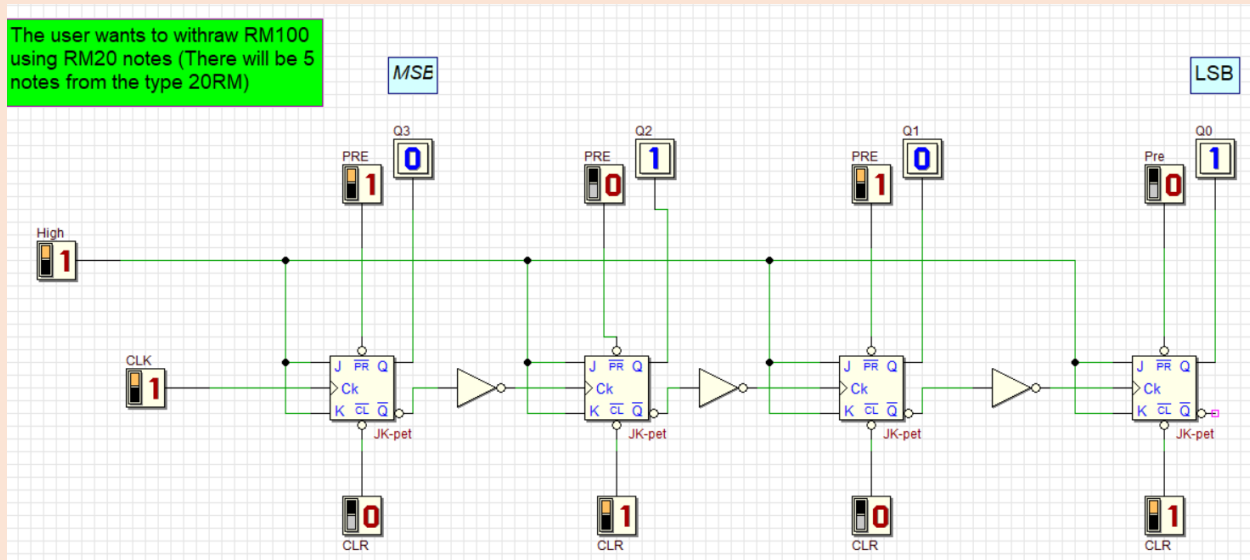 The user wants to withraw RM100
using RM20 notes (There will be 5
notes from the type 20RM)
MSB
LSB
Q3
Q2
Q1
Q0
PRE
0
PRE
1
PRE
0
Pre
1
1
0
1
0
High
1
CLK
1
J PR Q
Ck
K CL Q
JK-pet
J PR Q
Ck
K CL Q
JK-pet
J PR Q
Ck
K CL Q
JK-pet
J PR Q
Ck
K CL Q
JK-pet
0
1
0
1
CLR
CLR
CLR
CLR